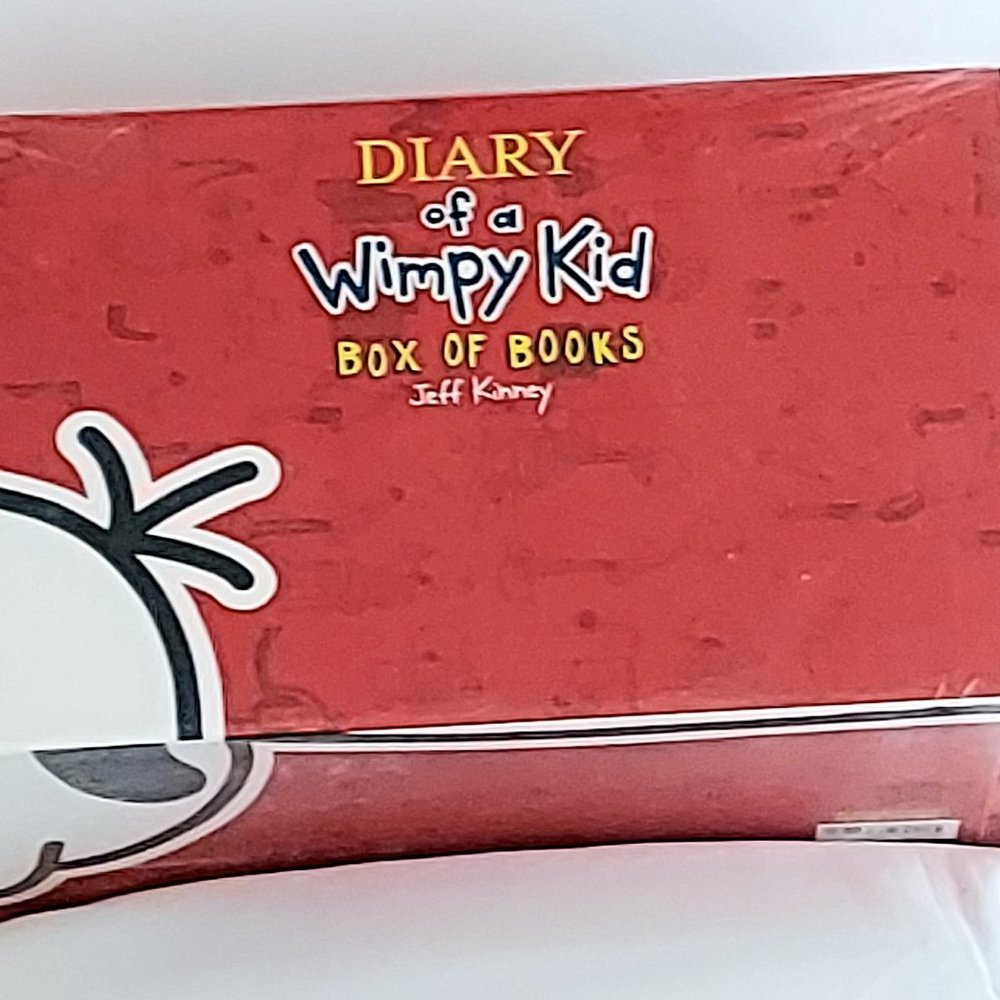 DIARY
of a
Wimpy Kid
BOX OF BOOKS
Jeff Kinney